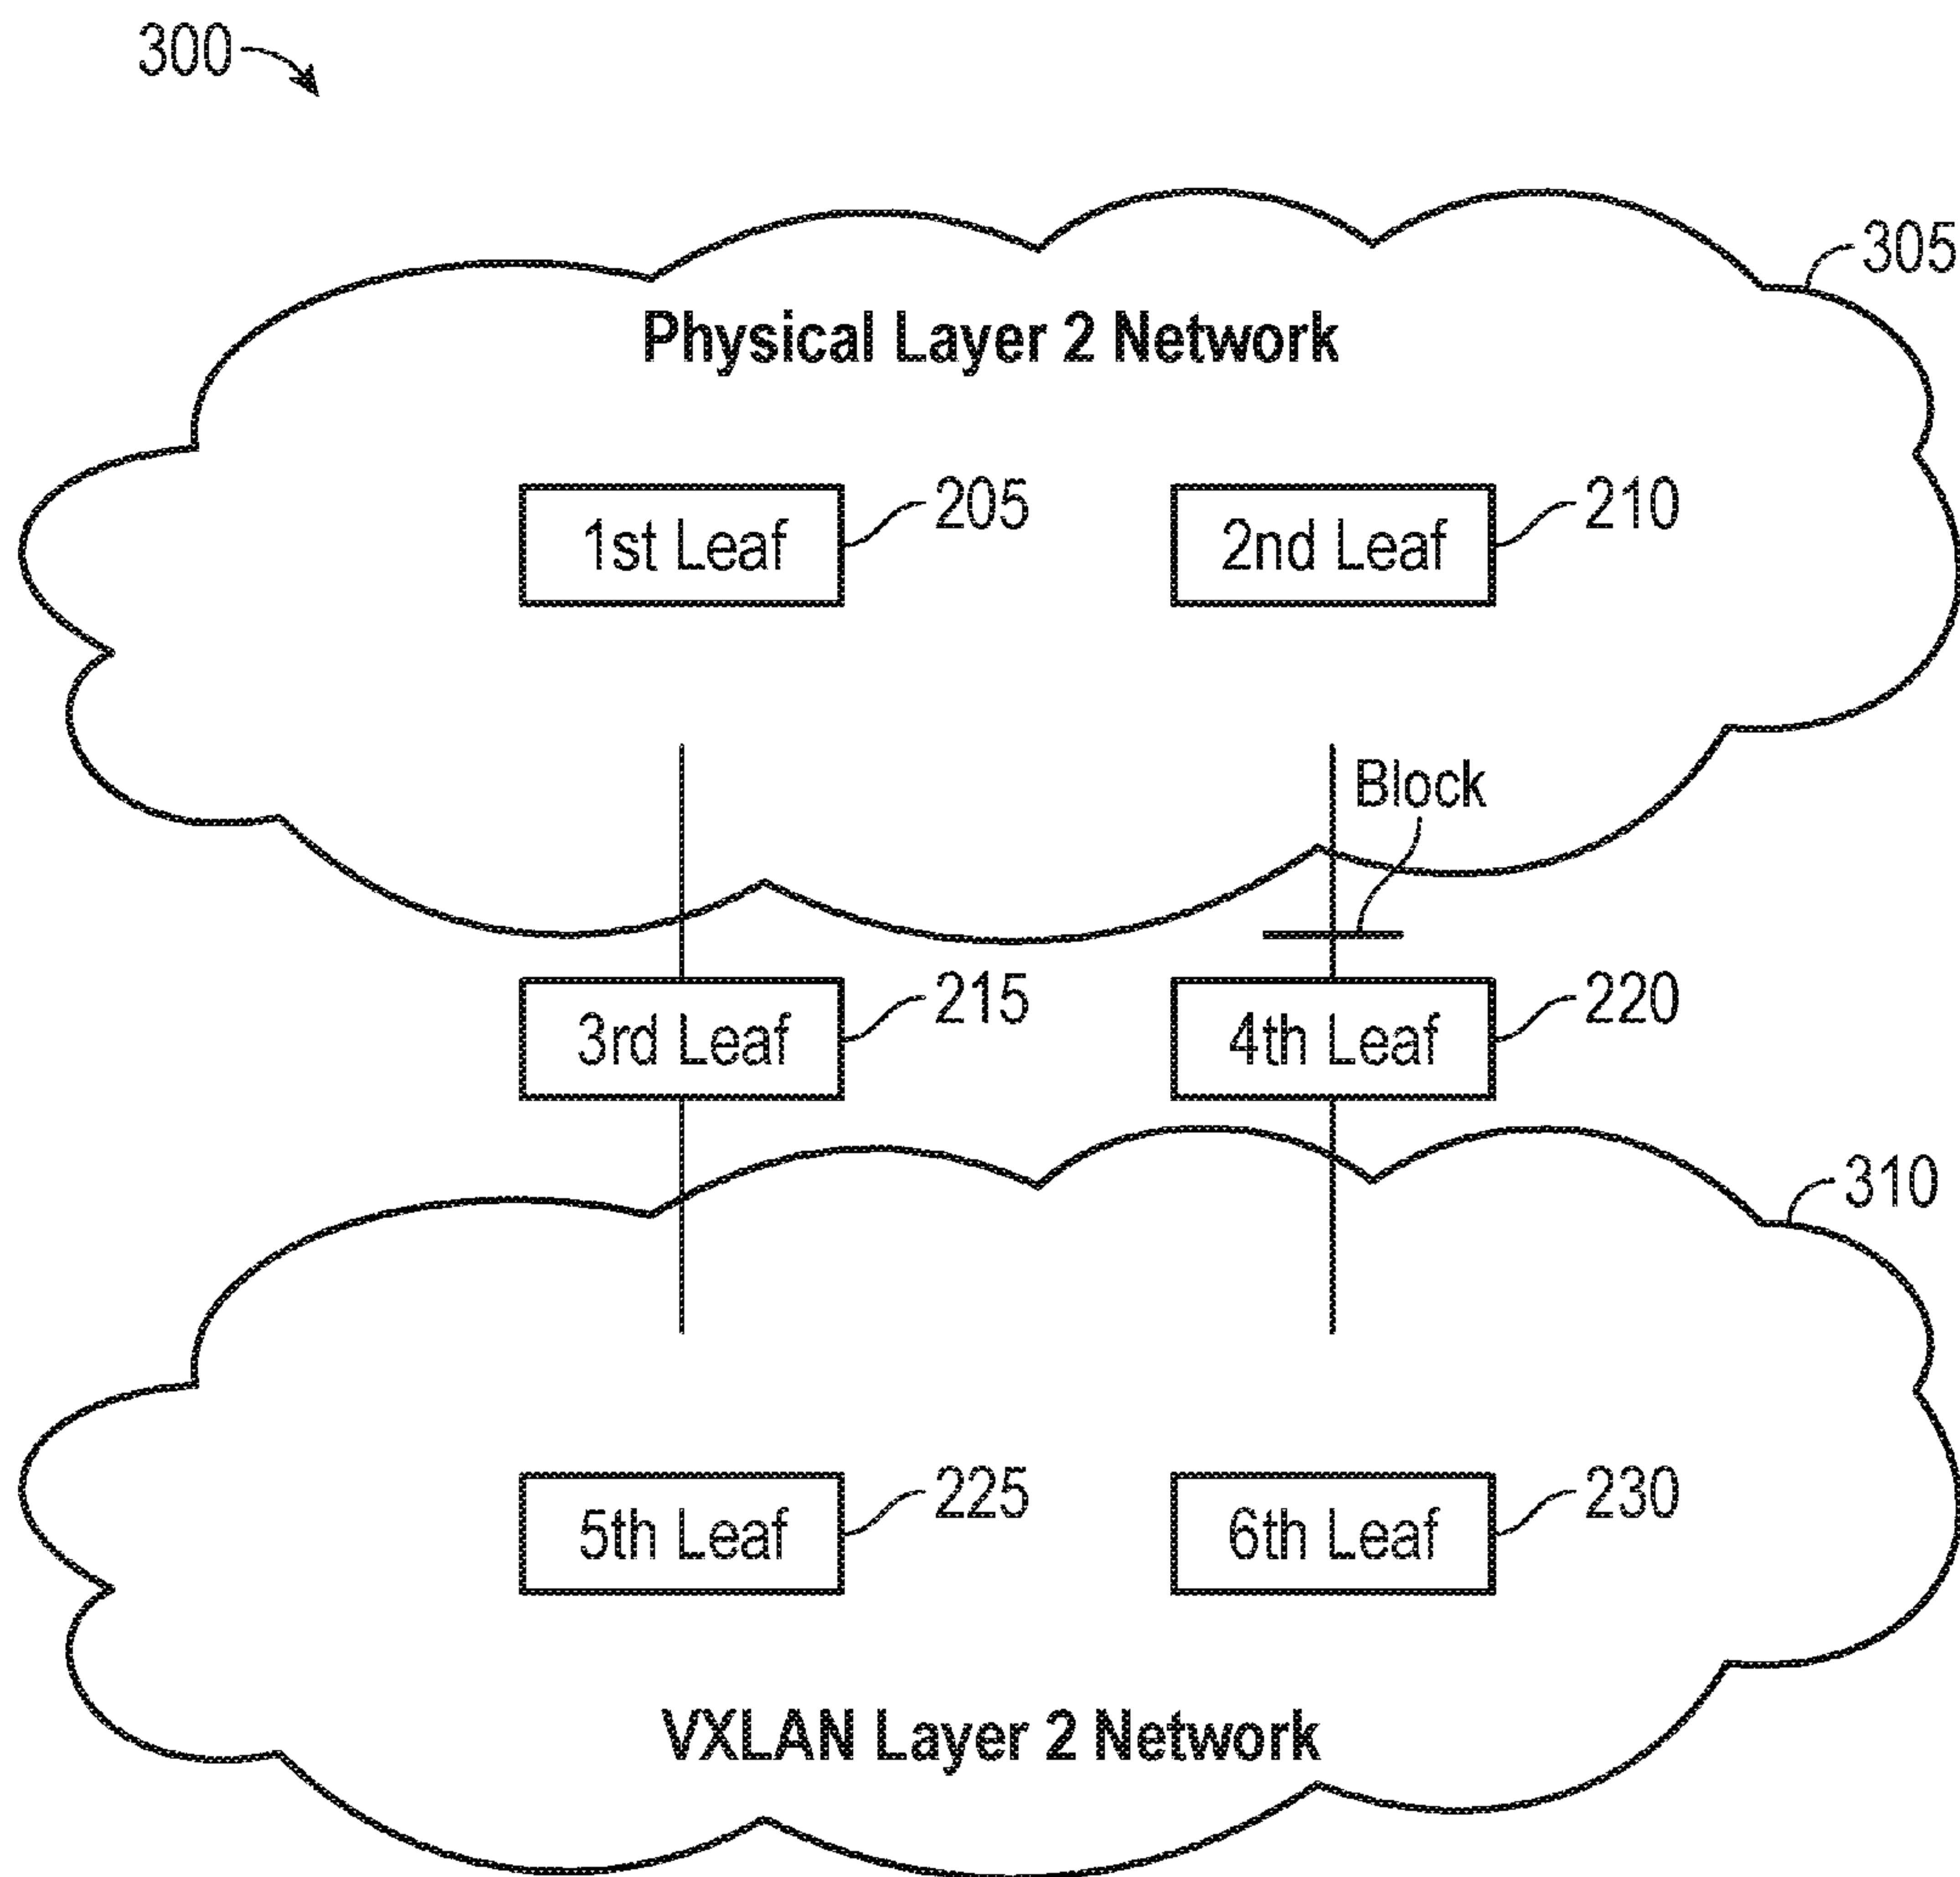 300
305
Physical Layer 2 Network
205
210
1st Leaf
2nd Leaf
Block
215
220
3rd Leaf
4th Leaf
310
225
230
5th Leaf
6th Leaf
VXLAN Layer 2 Network